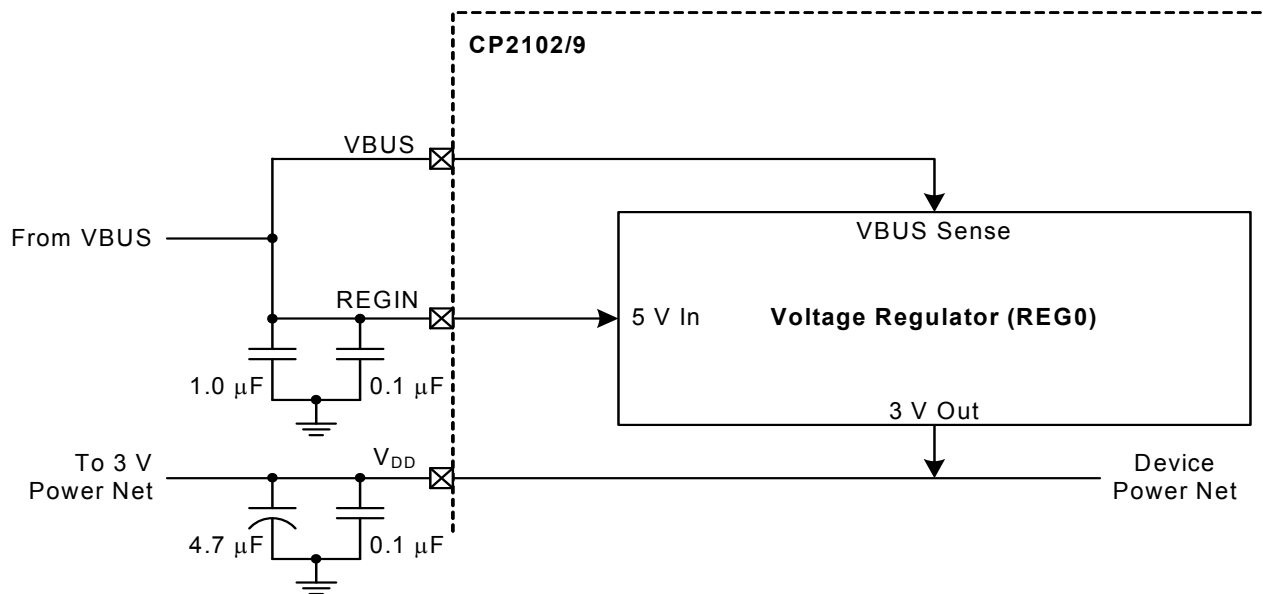 CP2102/9
VBUS
From VBUS
VBUS Sense
REGIN
5 V In
Voltage Regulator (REG0)
1.0 μF
0.1 μF
3 V Out
To 3 V
Power Net
VDD
Device
Power Net
4.7 μF
0.1 μF